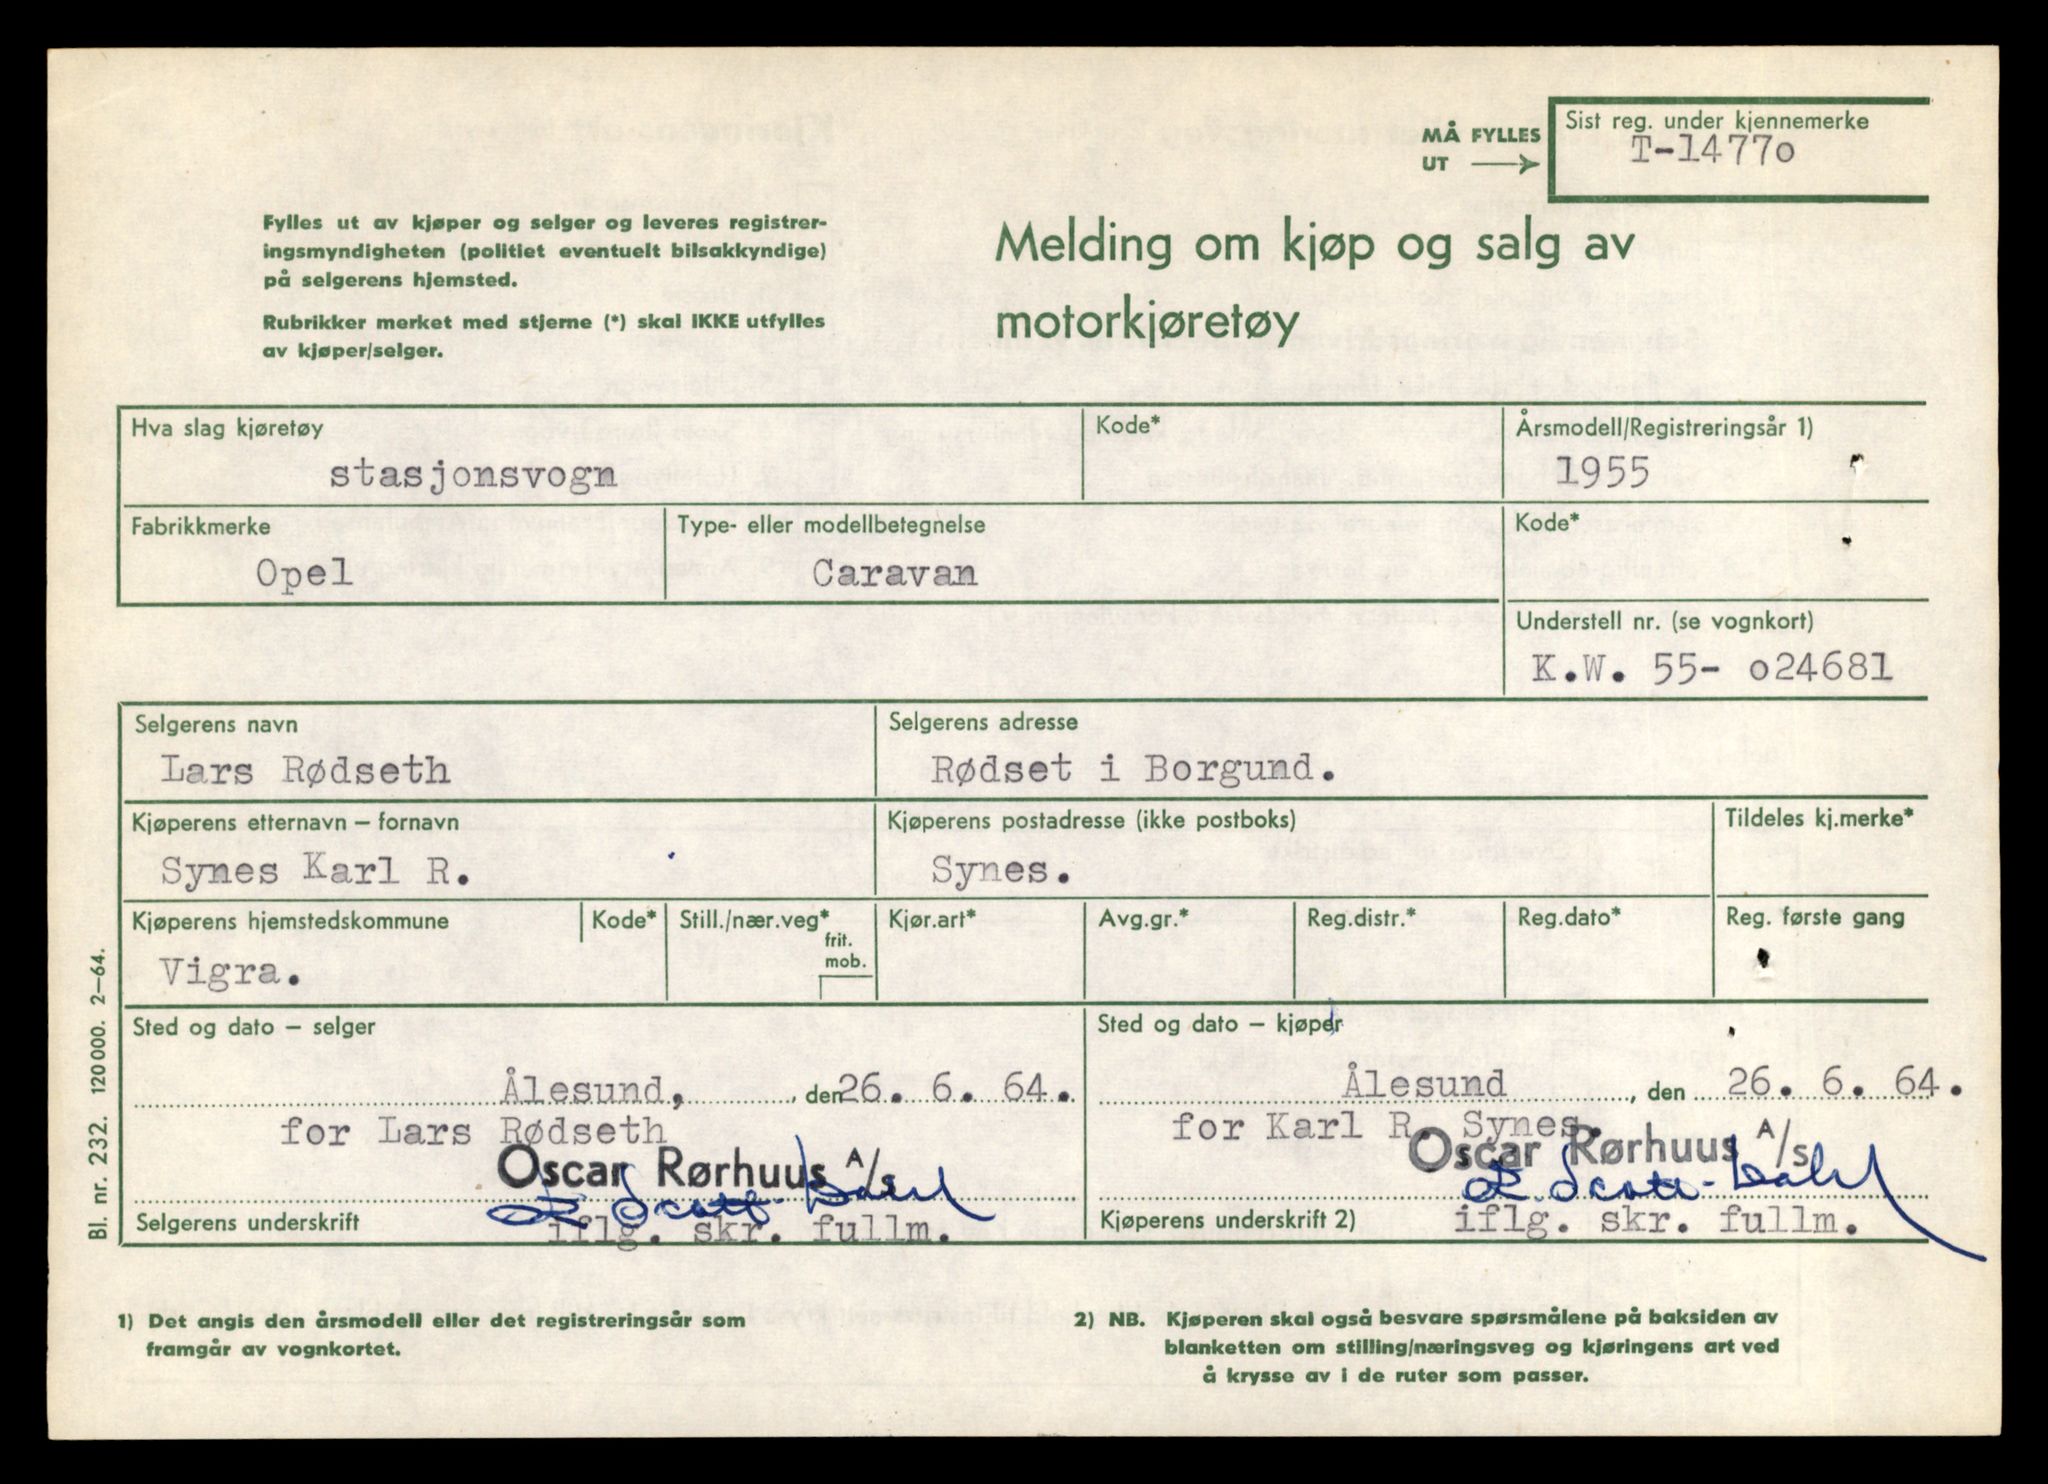 MÅ FYLLES
UT
Sist reg. under kjennemerke
T-1477o
Fylles ut av kjøper og selger og leveres registrer-
ingsmyndigheten (politiet eventuelt bilsakkyndige)
på selgerens hjemsted.
Rubrikker merket med stjerne (*) skal IKKE utfylles
av kjøper/selger.
Melding om kjøp og salg av
motorkjøretøy
Hva slag kjøretøy
stasjonsvogn
Kode*
Årsmodell/Registreringsår 1)
1955
Fabrikkmerke
Opel
Type- eller modellbetegnelse
Caravan
Kode*
Understell nr. (se vognkort)
K.W. 55- o24681
Selgerens navn
Lars Rødseth
Selgerens adresse
Rødset i Borgund.
Kjøperens etternavn – fornavn
Synes Karl R.
Kjøperens postadresse (ikke postboks)
Synes.
Tildeles kj.merke*
Kjøperens hjemstedskommune
Vigra.
Kode*
Still./nær.veg*
frit.
mob.
Kjør.art*
Avg.gr.*
Reg.distr.*
Reg.dato*
Reg. første gang
Sted og dato – selger
Ålesund, , den 26. 6. 64.
for Lars Rødseth
Oscar Rørhuus A/s
R. Scott-Dahl
Selgerens underskrift
iflg. skr. fullm.
Sted og dato – kjøper
Ålesund , den 26. 6. 64.
for Karl R. Synes.
Oscar Rørhuus A/s
R. Scott-Dahl
Kjøperens underskrift 2)
iflg. skr. fullm.
Bl. nr. 232. 120 000. 2–64.
1) Det angis den årsmodell eller det registreringsår som
framgår av vognkortet.
2) NB. Kjøperen skal også besvare spørsmålene på baksiden av
blanketten om stilling/næringsveg og kjøringens art ved
å krysse av i de ruter som passer.